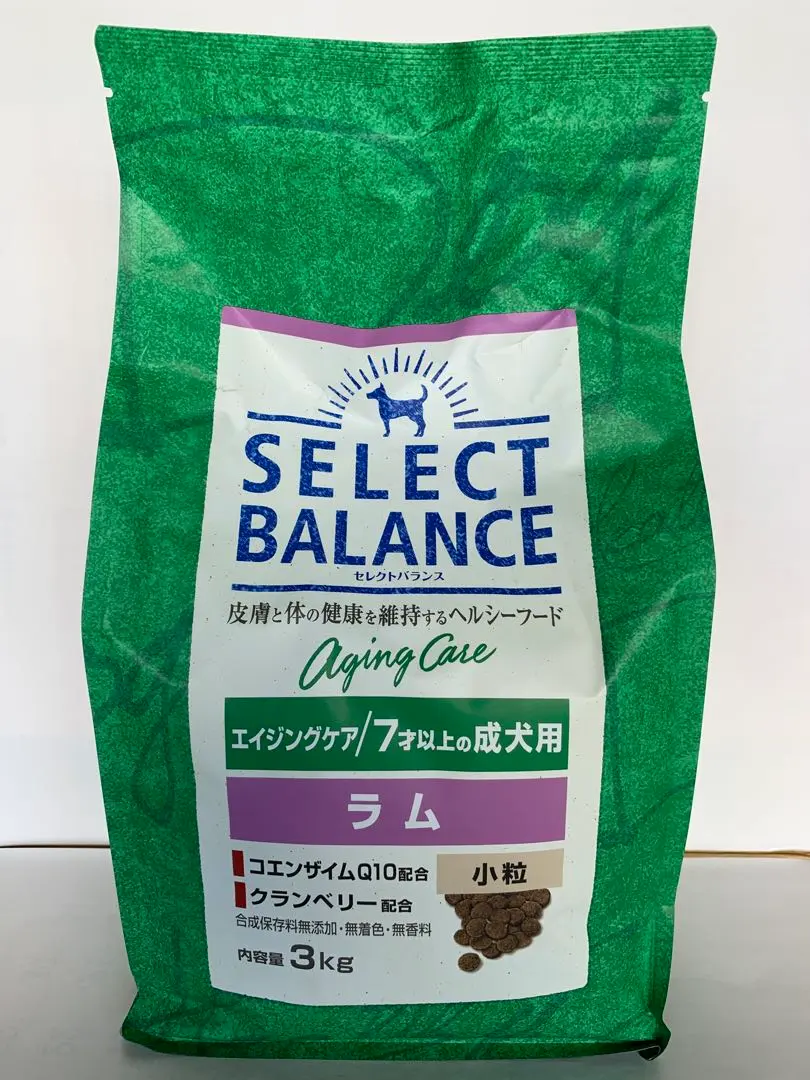 SELECT
BALANCE
セレクトバランス
皮膚と体の健康を維持するヘルシーフード
Aging Care
エイジングケア/7才以上の成犬用
ラム
コエンザイムQ10配合
小粒
クランベリー配合
合成保存料無添加・無着色・無香料
内容量 3kg